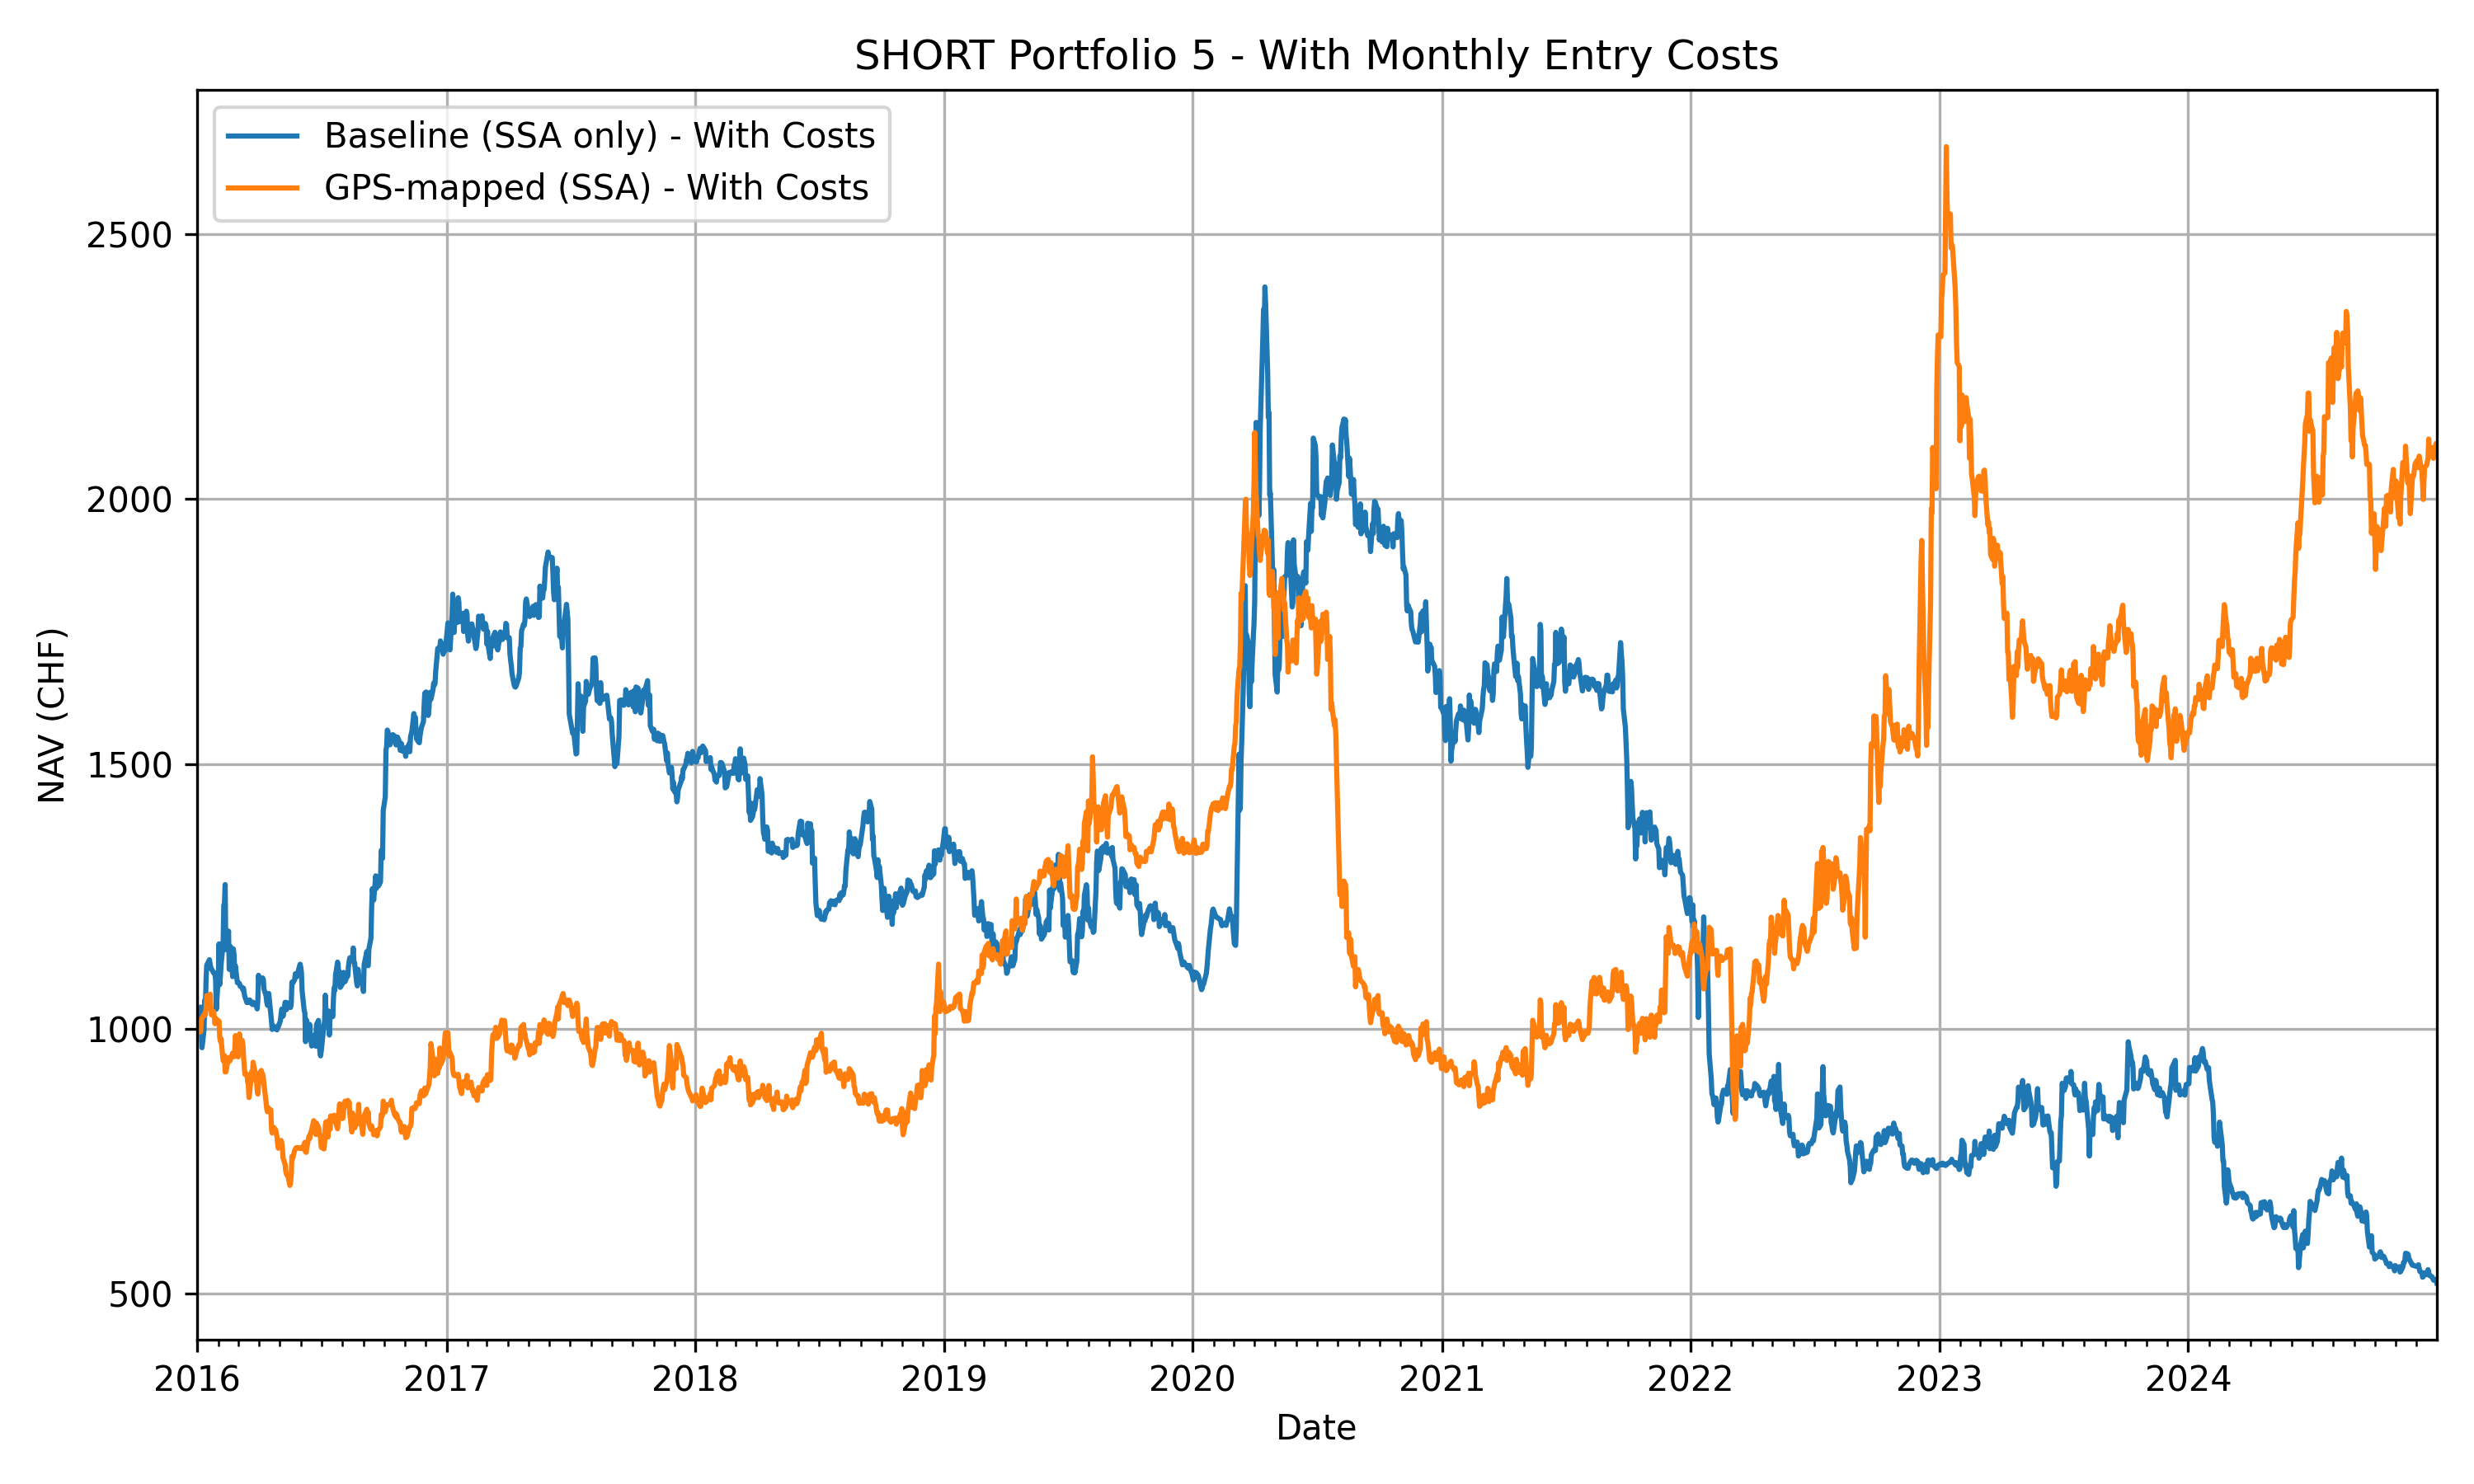 SHORT Portfolio 5 - With Monthly Entry Costs
Baseline (SSA only) - With Costs
GPS-mapped (SSA) - With Costs
NAV (CHF)
2500
2000
1500
1000
500
2016 2017 2018 2019 2020 2021 2022 2023 2024
Date